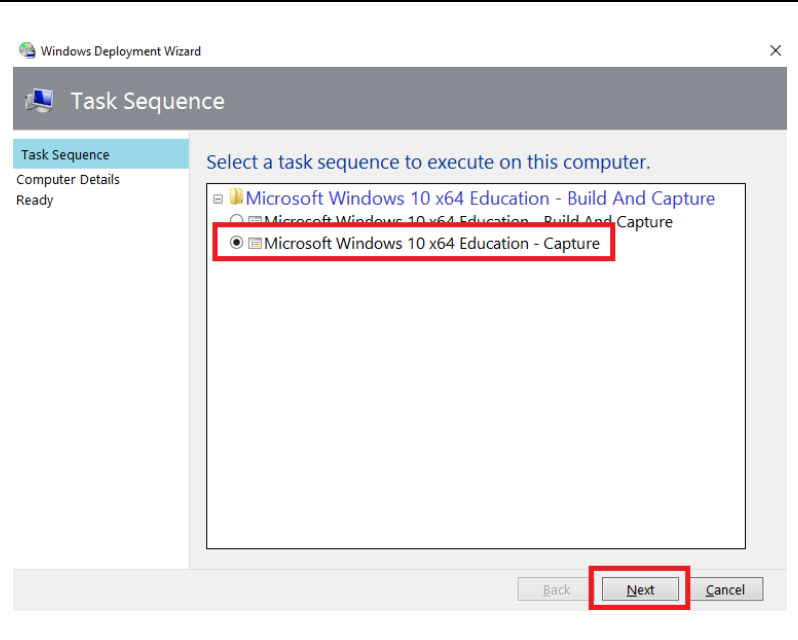 Windows Deployment Wizard
Task Sequence
Task Sequence
Computer Details
Ready
Select a task sequence to execute on this computer.
Microsoft Windows 10 x64 Education - Build And Capture
Microsoft Windows 10 x64 Education - Build And Capture
Microsoft Windows 10 x64 Education - Capture
Back Next Cancel